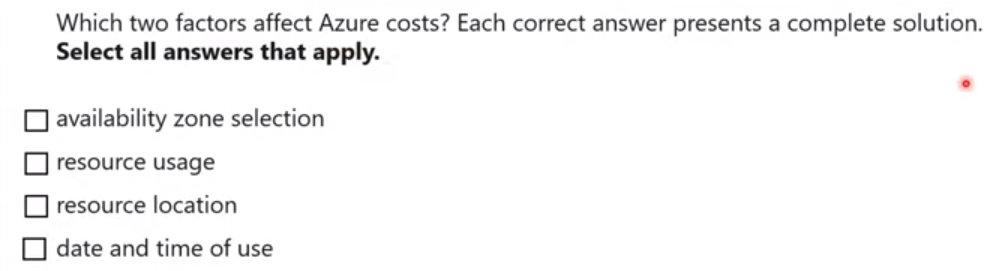 Which two factors affect Azure costs? Each correct answer presents a complete solution.
Select all answers that apply.
availability zone selection
resource usage
resource location
date and time of use